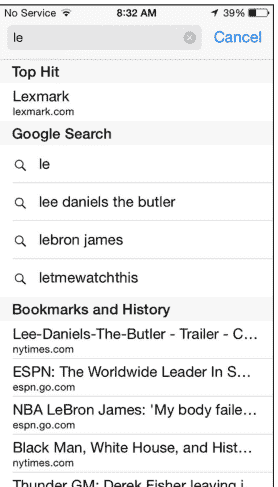 No Service 8:32 AM 39%
le Cancel
Top Hit
Lexmark
lexmark.com
Google Search
le
lee daniels the butler
lebron james
letmewatchthis
Bookmarks and History
Lee-Daniels-The-Butler - Trailer - C...
nytimes.com
ESPN: The Worldwide Leader In S...
espn.go.com
NBA LeBron James: 'My body faile...
espn.go.com
Black Man, White House, and Hist...
nytimes.com
Thunder GM: Derek Fisher leaving i